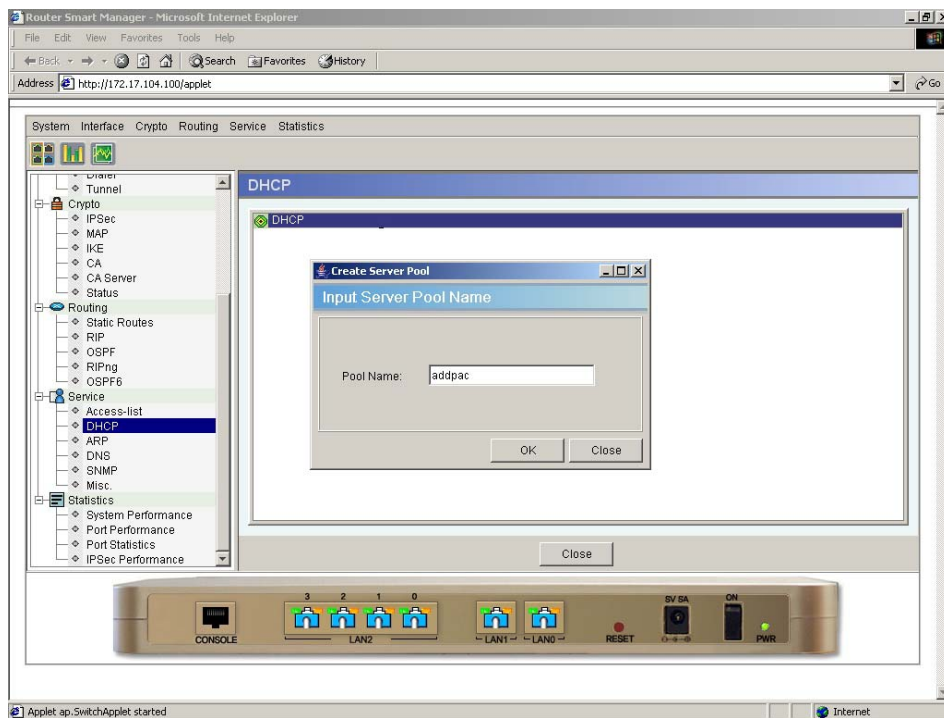 Router Smart Manager - Microsoft Internet Explorer
File Edit View Favorites Tools Help
Back Search Favorites History
Address http://172.17.104.100/applet Go
System Interface Crypto Routing Service Statistics
Dialer
Tunnel
Crypto
IPSec
MAP
IKE
CA
CA Server
Status
Routing
Static Routes
RIP
OSPF
RIPng
OSPF6
Service
Access-list
DHCP
ARP
DNS
SNMP
Misc.
Statistics
System Performance
Port Performance
Port Statistics
IPSec Performance
DHCP
DHCP
Create Server Pool
Input Server Pool Name
Pool Name: addpac
OK Close
Close
3 2 1 0 5V 5A ON
CONSOLE LAN2 LAN1 LAN0 RESET PWR
Applet ap.SwitchApplet started Internet